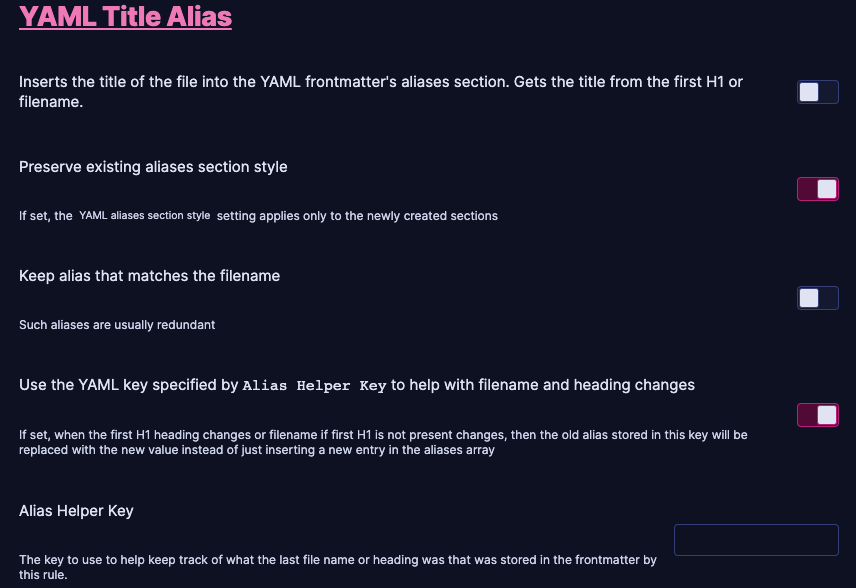 YAML Title Alias
Inserts the title of the file into the YAML frontmatter's aliases section. Gets the title from the first H1 or
filename.
Preserve existing aliases section style
If set, the YAML aliases section style setting applies only to the newly created sections
Keep alias that matches the filename
Such aliases are usually redundant
Use the YAML key specified by Alias Helper Key to help with filename and heading changes
If set, when the first H1 heading changes or filename if first H1 is not present changes, then the old alias stored in this key will be
replaced with the new value instead of just inserting a new entry in the aliases array
Alias Helper Key
The key to use to help keep track of what the last file name or heading was that was stored in the frontmatter by
this rule.